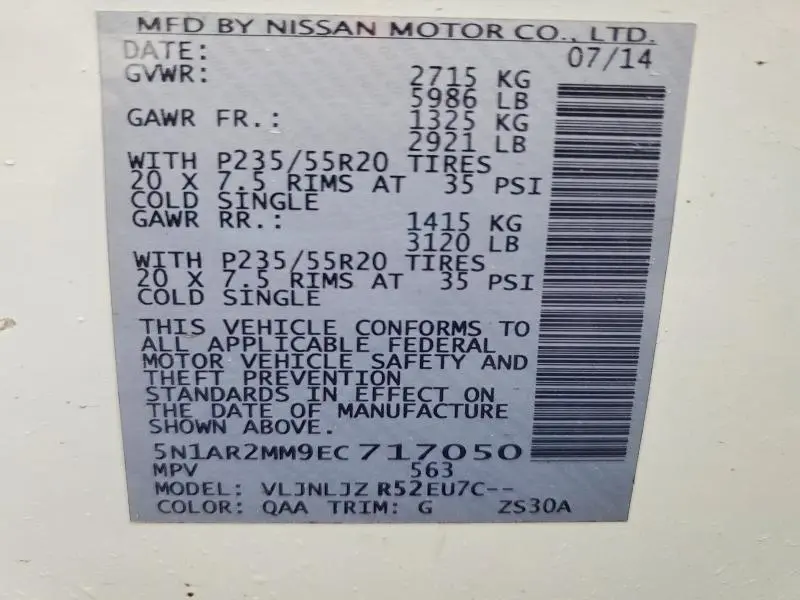 MFD BY NISSAN MOTOR CO., LTD.
DATE: 07/14
GVWR: 2715 KG
5986 LB
GAWR FR.: 1325 KG
2921 LB
WITH P235/55R20 TIRES
20 X 7.5 RIMS AT 35 PSI
COLD SINGLE
GAWR RR.: 1415 KG
3120 LB
WITH P235/55R20 TIRES
20 X 7.5 RIMS AT 35 PSI
COLD SINGLE
THIS VEHICLE CONFORMS TO
ALL APPLICABLE FEDERAL
MOTOR VEHICLE SAFETY AND
THEFT PREVENTION
STANDARDS IN EFFECT ON
THE DATE OF MANUFACTURE
SHOWN ABOVE.
5N1AR2MM9EC717050
MPV 563
MODEL: VLJNLJZ R52EU7C--
COLOR: QAA TRIM: G ZS30A